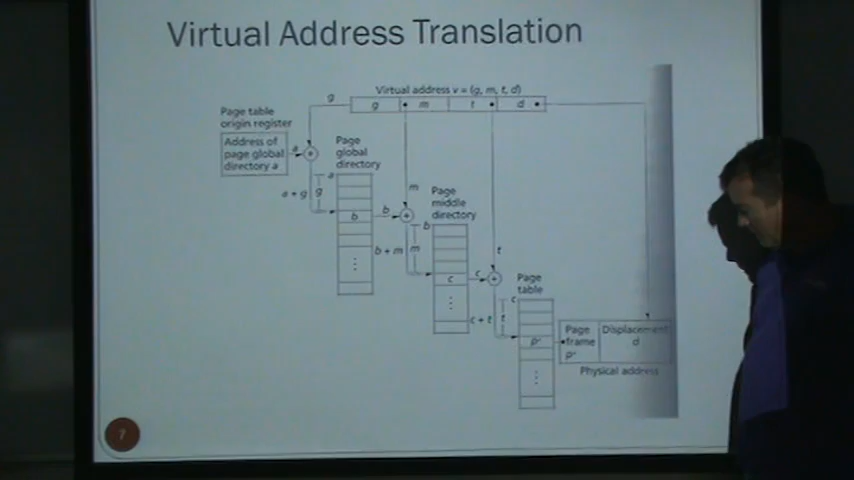 Virtual Address Translation
Virtual address v = (g, m, t, d)
g
g m t d
Page table
origin register
Address of
page global
directory a
a
Page
global
directory
a
a + g
g
b
b
m
Page
middle
directory
b
b + m
m
c
c
t
Page
table
c
c + t
t
p'
Page
frame
p'
Displacement
d
Physical address
7